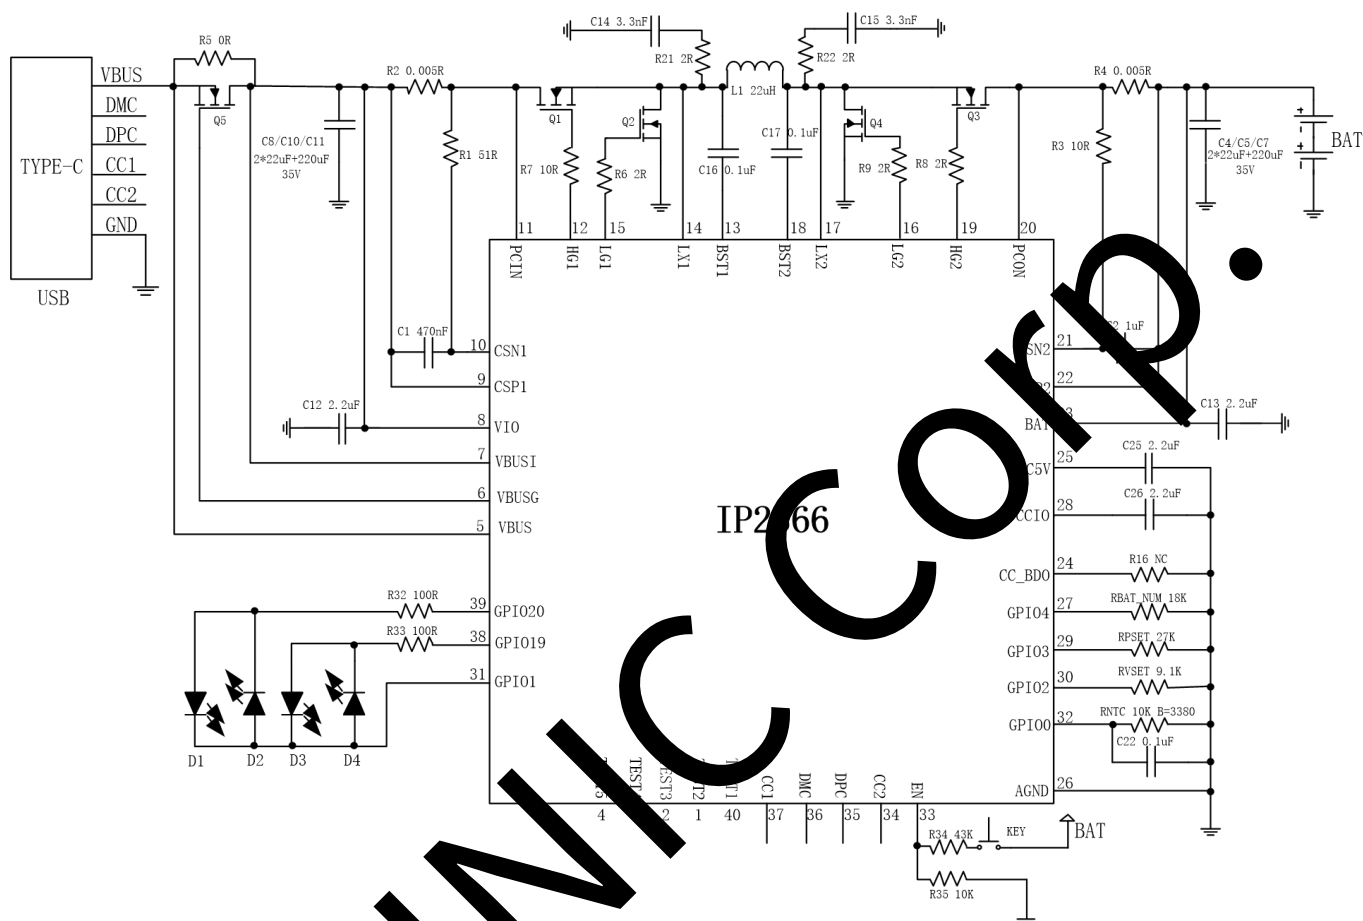 C14 3.3nF
C15 3.3nF
R5 0R
R21 2R
R22 2R
VBUS
R2 0.005R
L1 22uH
R4 0.005R
DMC
DPC
CC1
CC2
GND
TYPE-C
USB
Q5
Q1
Q2
Q4
Q3
C8/C10/C11
2*22uF+220uF
35V
R1 51R
R7 10R
R6 2R
C17 0.1uF
C16 0.1uF
R9 2R
R8 2R
R3 10R
C4/C5/C7
2*22uF+220uF
35V
BAT
11
12
15
14
13
18
17
16
19
20
PCIN
HG1
LG1
LX1
BST1
BST2
LX2
LG2
HG2
PCON
C1 470nF
10 CSN1
9 CSP1
C12 2.2uF
8 VIO
7 VBUSI
6 VBUSG
5 VBUS
R32 100R
39 GPIO20
R33 100R
38 GPIO19
31 GPIO1
D1
D2
D3
D4
1uF
21
22
C13 2.2uF
C25 2.2uF
25
C26 2.2uF
28
R16 NC
CC_BDO 24
RBAT_NUM 18K
GPIO4 27
RPSET 27K
GPIO3 29
RVSET 9.1K
GPIO2 30
RNTC 10K B=3380
GPIO0 32
C22 0.1uF
AGND 26
CC1
DMC
DPC
CC2
EN
4
2
1
40
37
36
35
34
33
R34 43K
KEY
BAT
R35 10K
INIC Corp.